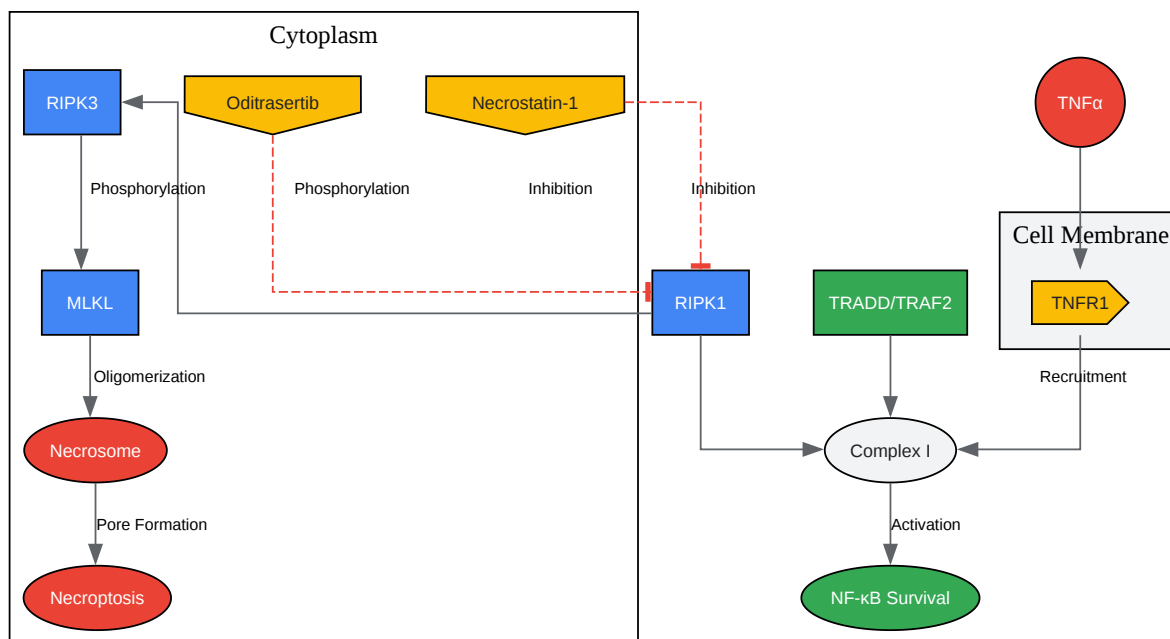 Cytoplasm
RIPK3
Oditrasertib
Necrostatin-1
TNFα
Phosphorylation
Phosphorylation
Inhibition
Inhibition
Cell Membrane
MLKL
RIPK1
TRADD/TRAF2
TNFR1
Oligomerization
Recruitment
Necrosome
Complex I
Pore Formation
Activation
Necroptosis
NF-κB Survival